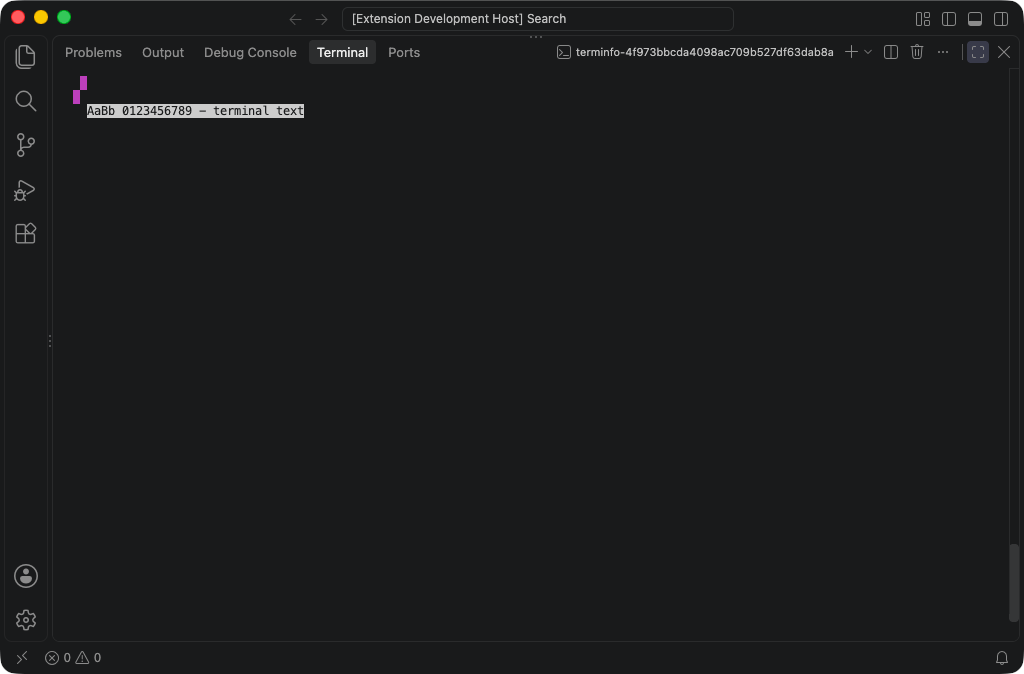 [Extension Development Host] Search
Problems Output Debug Console Terminal Ports terminfo-4f973bbcda4098ac709b527df63dab8a
AaBb 0123456789 – terminal text
0 0